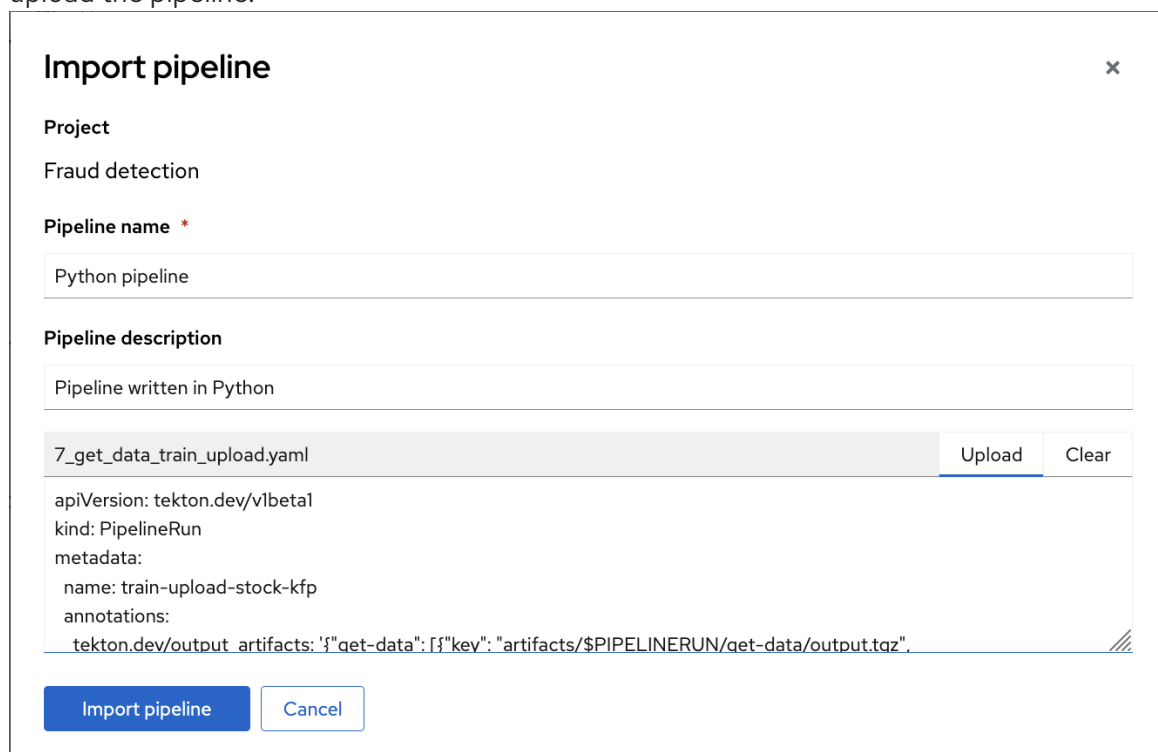 upload the pipeline.
Import pipeline
Project
Fraud detection
Pipeline name *
Python pipeline
Pipeline description
Pipeline written in Python
7_get_data_train_upload.yaml Upload Clear
apiVersion: tekton.dev/v1beta1
kind: PipelineRun
metadata:
name: train-upload-stock-kfp
annotations:
tekton.dev/output_artifacts: '{"get-data": [{"key": "artifacts/$PIPELINERUN/get-data/output.tgz",
Import pipeline Cancel